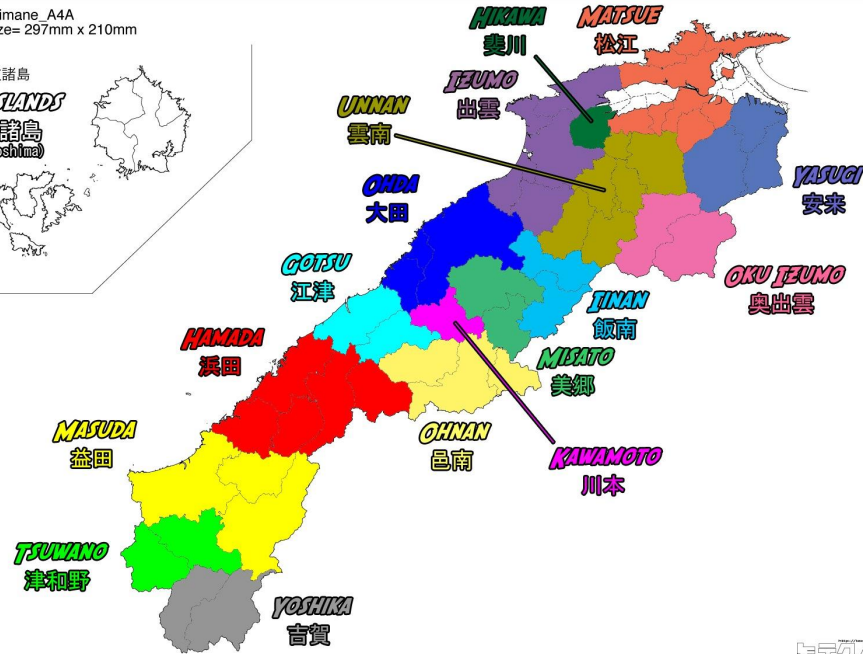 imane_A4A
ze= 297mm x 210mm
諸島
SLANDS
諸島
oshima)
HIKAWA
斐川
MATSUE
松江
IZUMO
出雲
UNNAN
雲南
YASUGI
安来
OHDA
大田
GOTSU
江津
OKU IZUMO
奥出雲
IINAN
飯南
HAMADA
浜田
MISATO
美郷
OHNAN
邑南
MASUDA
益田
KAWAMOTO
川本
TSUWANO
津和野
YOSHIKA
吉賀